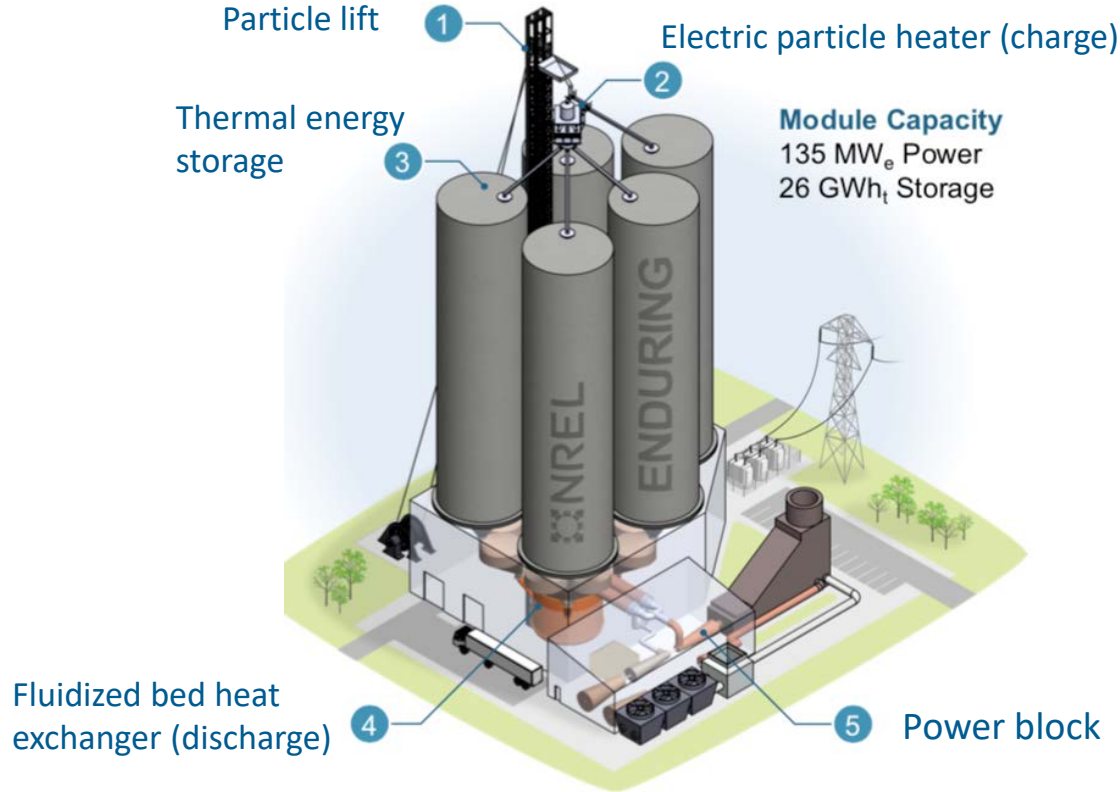 Particle lift
1
Electric particle heater (charge)
2
Thermal energy
storage
3
Module Capacity
135 MWₑ Power
26 GWhₜ Storage
NREL
ENDURING
Fluidized bed heat
exchanger (discharge)
4
5
Power block